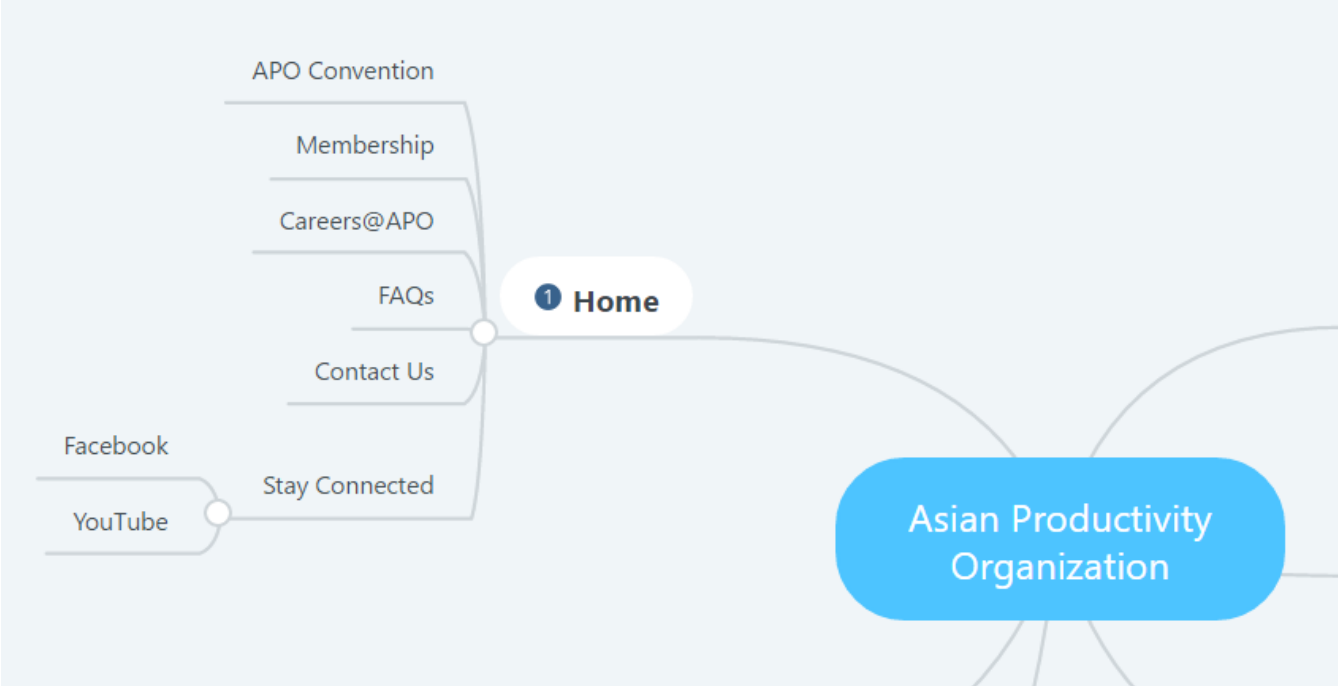 APO Convention
Membership
Careers@APO
FAQs
Contact Us
Stay Connected
Facebook
YouTube
1 Home
Asian Productivity
Organization